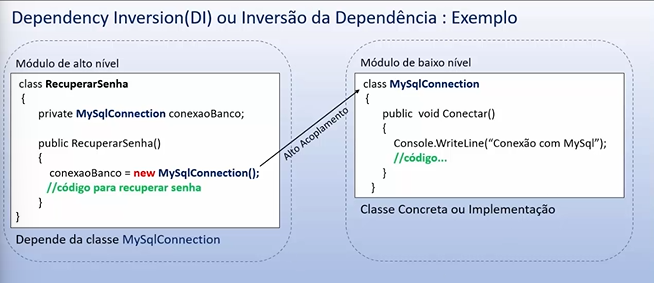 Dependency Inversion(DI) ou Inversão da Dependência : Exemplo
Módulo de alto nível
class RecuperarSenha
{
private MySqlConnection conexaoBanco;
public RecuperarSenha()
{
conexaoBanco = new MySqlConnection();
//código para recuperar senha
}
}
Depende da classe MySqlConnection
Alto Acoplamento
Módulo de baixo nível
class MySqlConnection
{
public void Conectar()
{
Console.WriteLine(“Conexão com MySql”);
//código...
}
}
Classe Concreta ou Implementação